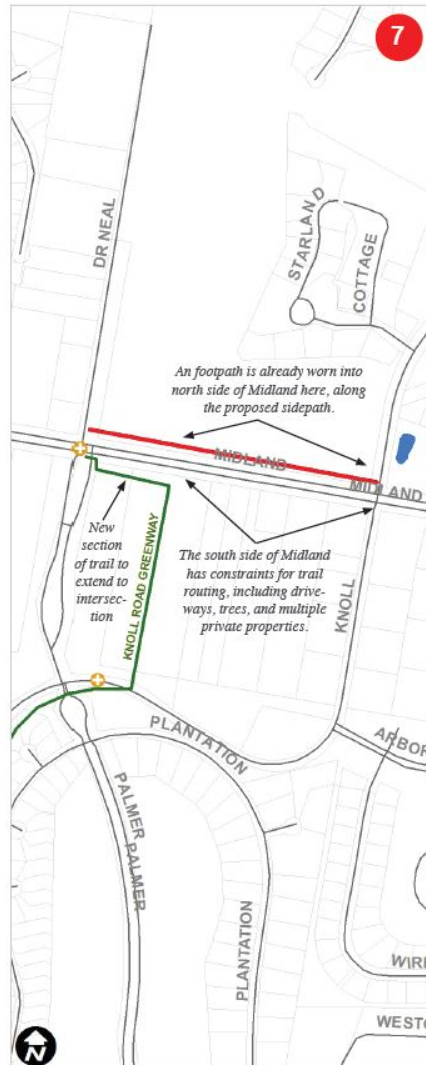 7
DR NEAL
STARLAND
COTTAGE
An footpath is already worn into
north side of Midland here, along
the proposed sidepath.
MIDLAND
MIDLAND
New
section
of trail to
extend to
intersec-
tion
KNOLL ROAD GREENWAY
The south side of Midland
has constraints for trail
routing, including drive-
ways, trees, and multiple
private properties.
KNOLL
PLANTATION
ARBOR
PALMER
PALMER
PLANTATION
WIR
WESTC
N